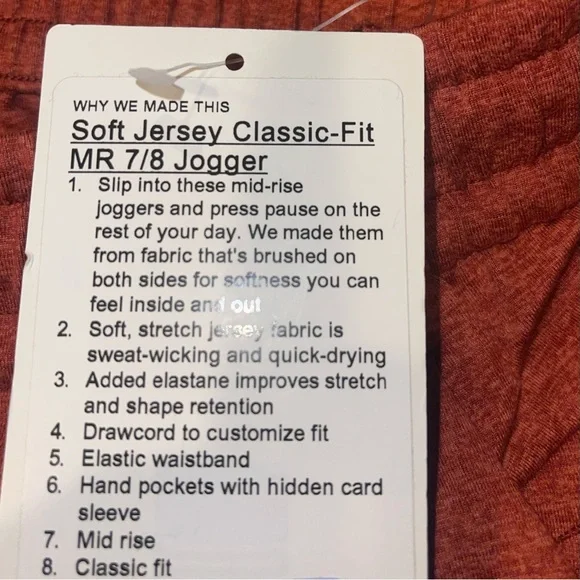 WHY WE MADE THIS
Soft Jersey Classic-Fit
MR 7/8 Jogger
1. Slip into these mid-rise
joggers and press pause on the
rest of your day. We made them
from fabric that's brushed on
both sides for softness you can
feel inside and out
2. Soft, stretch jersey fabric is
sweat-wicking and quick-drying
3. Added elastane improves stretch
and shape retention
4. Drawcord to customize fit
5. Elastic waistband
6. Hand pockets with hidden card
sleeve
7. Mid rise
8. Classic fit